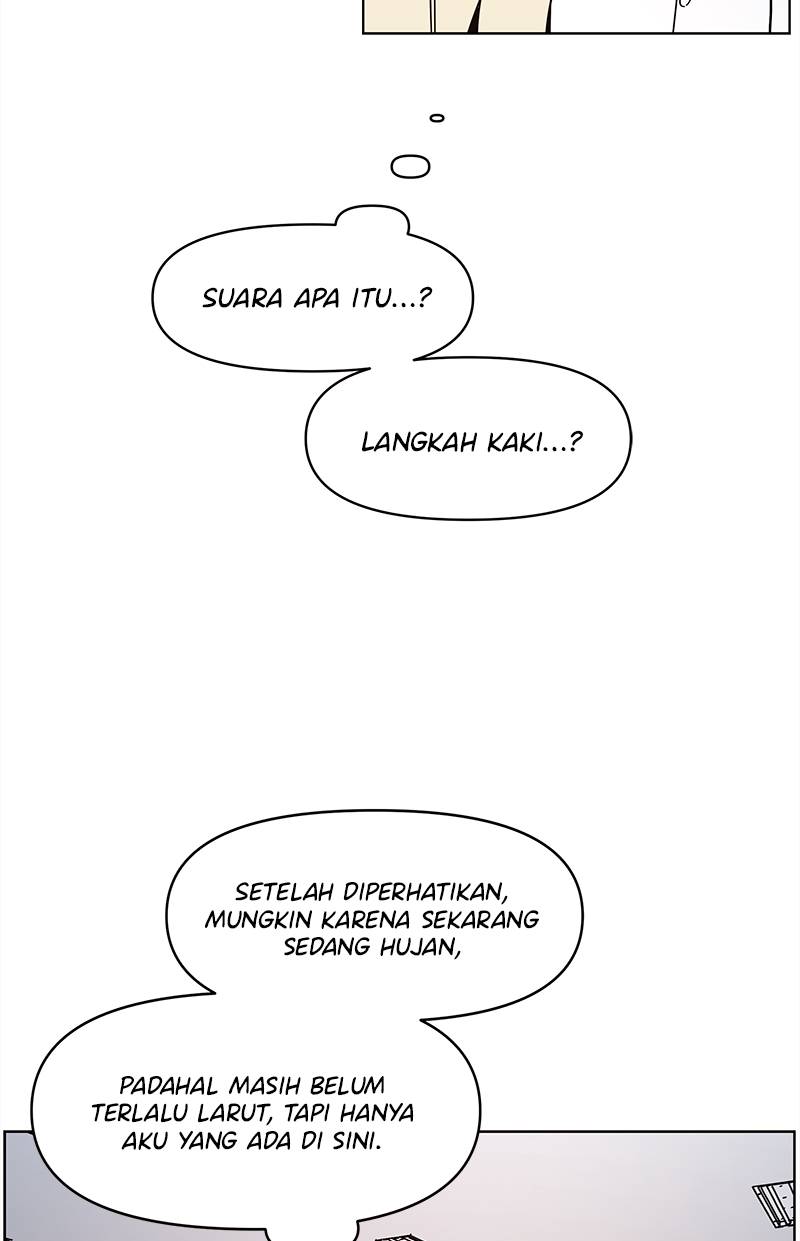 SUARA APA ITU...?
LANGKAH KAKI...?
SETELAH DIPERHATIKAN,
MUNGKIN KARENA SEKARANG
SEDANG HUJAN,
PADAHAL MASIH BELUM
TERLALU LARUT, TAPI HANYA
AKU YANG ADA DI SINI.